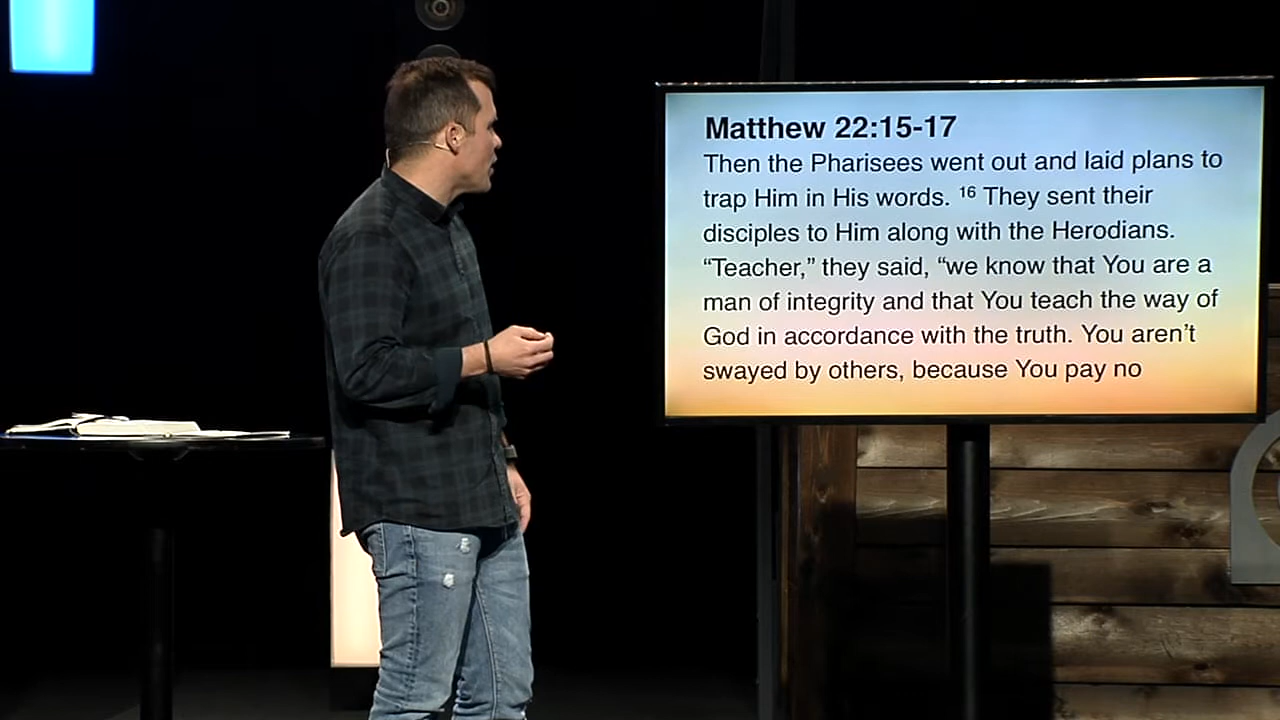 Matthew 22:15-17
Then the Pharisees went out and laid plans to
trap Him in His words. ¹⁶ They sent their
disciples to Him along with the Herodians.
“Teacher,” they said, “we know that You are a
man of integrity and that You teach the way of
God in accordance with the truth. You aren’t
swayed by others, because You pay no